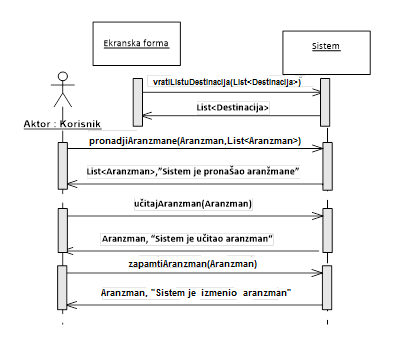 Ekranska forma
Sistem
vratiListuDestinacija(List<Destinacija>)
List<Destinacija>
Aktor : Korisnik
pronadjiAranzmane(Aranzman,List<Aranzman>)
List<Aranzman>,”Sistem je pronašao aranžmane”
učitajAranzman(Aranzman)
Aranzman, “Sistem je učitao aranzman”
zapamtiAranzman(Aranzman)
Aranzman, "Sistem je izmenio aranzman"